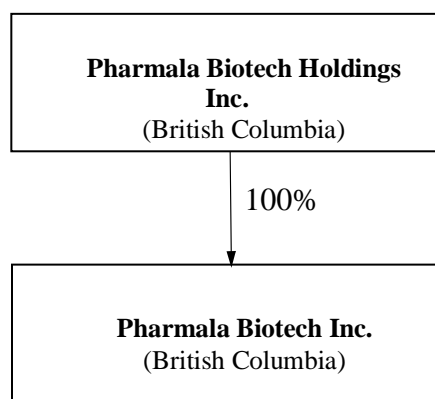 Pharmala Biotech Holdings
Inc.
(British Columbia)
100%
Pharmala Biotech Inc.
(British Columbia)